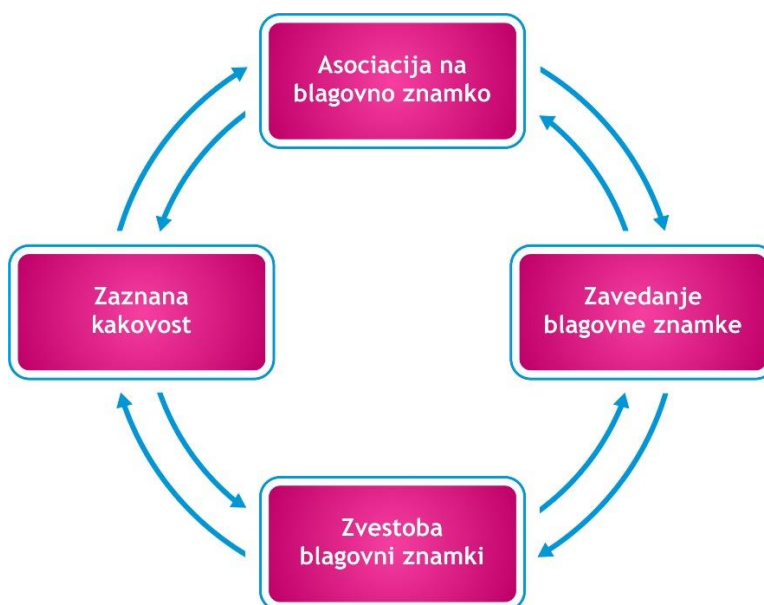 Asociacija na
blagovno znamko
Zaznana
kakovost
Zavedanje
blagovne znamke
Zvestoba
blagovni znamki